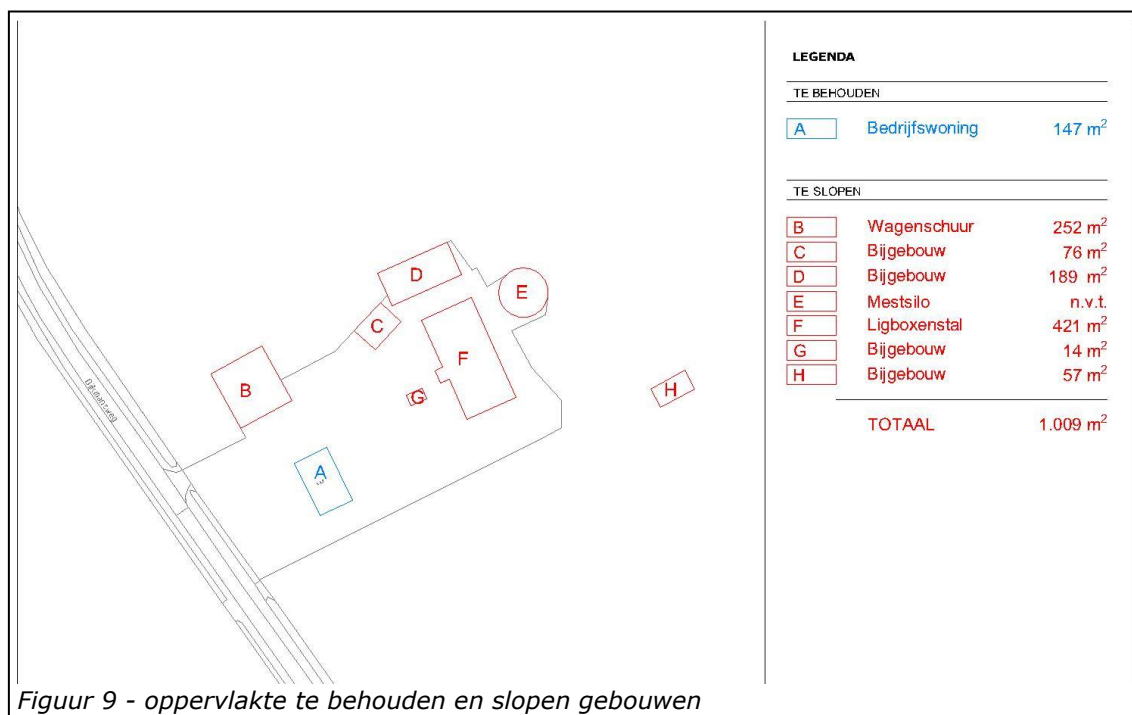 LEGENDA
TE BEHOUDEN
A Bedrijfswoning 147 m²
TE SLOPEN
B Wagenschuur 252 m²
C Bijgebouw 76 m²
D Bijgebouw 189 m²
E Mestsilo n.v.t.
F Ligboxenstal 421 m²
G Bijgebouw 14 m²
H Bijgebouw 57 m²
TOTAAL 1.009 m²
D
E
C
F
B
G
H
A
Figuur 9 - oppervlakte te behouden en slopen gebouwen